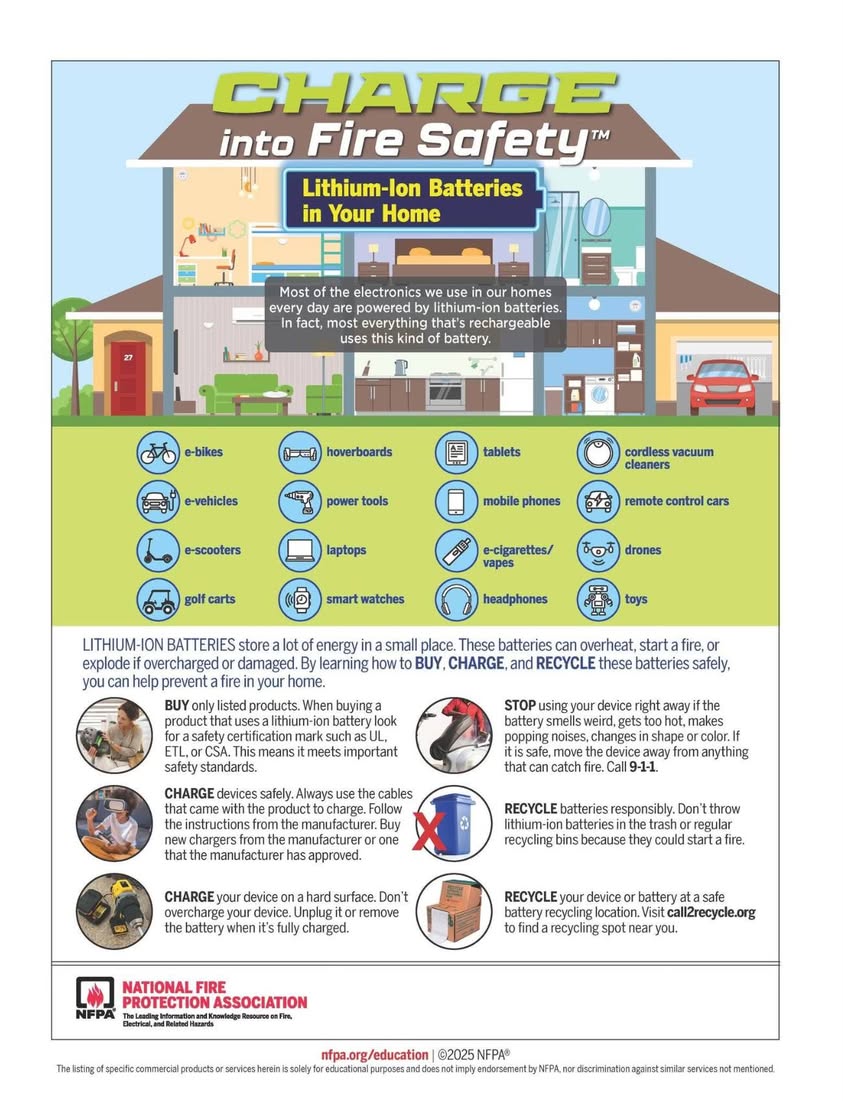 CHARGE
into Fire Safety™
Lithium-Ion Batteries
in Your Home
Most of the electronics we use in our homes
every day are powered by lithium-ion batteries.
In fact, most everything that's rechargeable
uses this kind of battery.
27
e-bikes
hoverboards
tablets
cordless vacuum
cleaners
e-vehicles
power tools
mobile phones
remote control cars
e-scooters
laptops
e-cigarettes/
vapes
drones
golf carts
smart watches
headphones
toys
LITHIUM-ION BATTERIES store a lot of energy in a small place. These batteries can overheat, start a fire, or
explode if overcharged or damaged. By learning how to BUY, CHARGE, and RECYCLE these batteries safely,
you can help prevent a fire in your home.
BUY only listed products. When buying a
product that uses a lithium-ion battery look
for a safety certification mark such as UL,
ETL, or CSA. This means it meets important
safety standards.
STOP using your device right away if the
battery smells weird, gets too hot, makes
popping noises, changes in shape or color. If
it is safe, move the device away from anything
that can catch fire. Call 9-1-1.
CHARGE devices safely. Always use the cables
that came with the product to charge. Follow
the instructions from the manufacturer. Buy
new chargers from the manufacturer or one
that the manufacturer has approved.
RECYCLE batteries responsibly. Don't throw
lithium-ion batteries in the trash or regular
recycling bins because they could start a fire.
CHARGE your device on a hard surface. Don't
overcharge your device. Unplug it or remove
the battery when it's fully charged.
RECYCLE your device or battery at a safe
battery recycling location. Visit call2recycle.org
to find a recycling spot near you.
NFPA®
NATIONAL FIRE
PROTECTION ASSOCIATION
The Leading Information and Knowledge Resource on Fire,
Electrical, and Related Hazards
nfpa.org/education | ©2025 NFPA®
The listing of specific commercial products or services herein is solely for educational purposes and does not imply endorsement by NFPA, nor discrimination against similar services not mentioned.